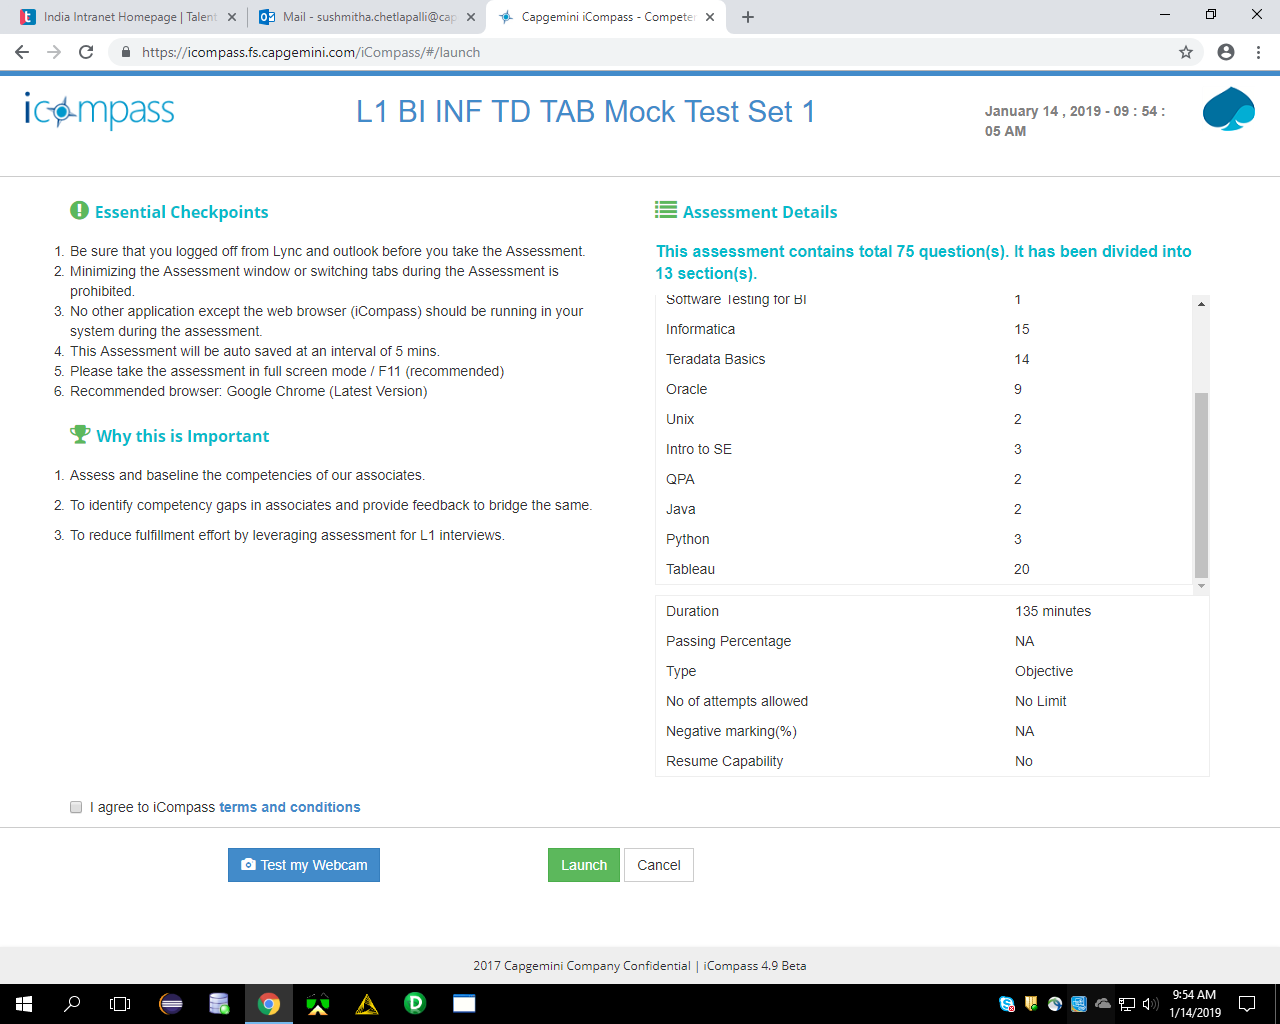 India Intranet Homepage | Talent
Mail - sushmitha.chetlapalli@cap
Capgemini iCompass - Competen
https://icompass.fs.capgemini.com/iCompass/#/launch
icompass
L1 BI INF TD TAB Mock Test Set 1
January 14 , 2019 - 09 : 54 :
05 AM
Essential Checkpoints
1. Be sure that you logged off from Lync and outlook before you take the Assessment.
2. Minimizing the Assessment window or switching tabs during the Assessment is
prohibited.
3. No other application except the web browser (iCompass) should be running in your
system during the assessment.
4. This Assessment will be auto saved at an interval of 5 mins.
5. Please take the assessment in full screen mode / F11 (recommended)
6. Recommended browser: Google Chrome (Latest Version)
Why this is Important
1. Assess and baseline the competencies of our associates.
2. To identify competency gaps in associates and provide feedback to bridge the same.
3. To reduce fulfillment effort by leveraging assessment for L1 interviews.
Assessment Details
This assessment contains total 75 question(s). It has been divided into
13 section(s).
Software Testing for BI 1
Informatica 15
Teradata Basics 14
Oracle 9
Unix 2
Intro to SE 3
QPA 2
Java 2
Python 3
Tableau 20
Duration 135 minutes
Passing Percentage NA
Type Objective
No of attempts allowed No Limit
Negative marking(%) NA
Resume Capability No
I agree to iCompass terms and conditions
Test my Webcam
Launch
Cancel
2017 Capgemini Company Confidential | iCompass 4.9 Beta
9:54 AM
1/14/2019